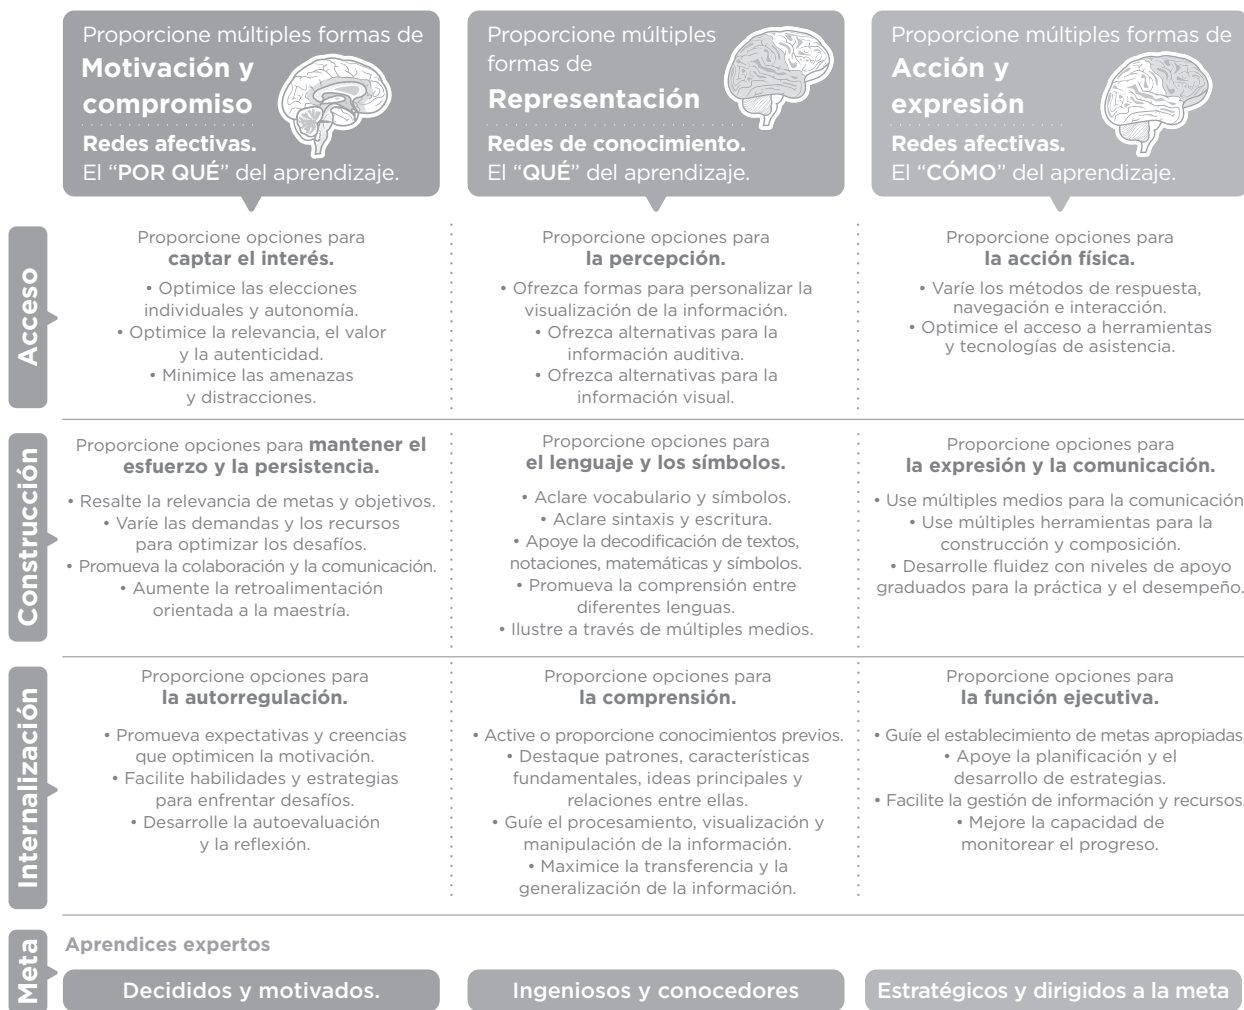 Proporcione múltiples formas de
Motivación y
compromiso
Redes afectivas.
El “POR QUÉ” del aprendizaje.
Proporcione múltiples
formas de
Representación
Redes de conocimiento.
El “QUÉ” del aprendizaje.
Proporcione múltiples formas de
Acción y
expresión
Redes afectivas.
El “CÓMO” del aprendizaje.
Acceso
Proporcione opciones para
captar el interés.
• Optimice las elecciones
individuales y autonomía.
• Optimice la relevancia, el valor
y la autenticidad.
• Minimice las amenazas
y distracciones.
Proporcione opciones para
la percepción.
• Ofrezca formas para personalizar la
visualización de la información.
• Ofrezca alternativas para la
información auditiva.
• Ofrezca alternativas para la
información visual.
Proporcione opciones para
la acción física.
• Varíe los métodos de respuesta,
navegación e interacción.
• Optimice el acceso a herramientas
y tecnologías de asistencia.
Construcción
Proporcione opciones para mantener el
esfuerzo y la persistencia.
• Resalte la relevancia de metas y objetivos.
• Varíe las demandas y los recursos
para optimizar los desafíos.
• Promueva la colaboración y la comunicación.
• Aumente la retroalimentación
orientada a la maestría.
Proporcione opciones para
el lenguaje y los símbolos.
• Aclare vocabulario y símbolos.
• Aclare sintaxis y escritura.
• Apoye la decodificación de textos,
notaciones, matemáticas y símbolos.
• Promueva la comprensión entre
diferentes lenguas.
• Ilustre a través de múltiples medios.
Proporcione opciones para
la expresión y la comunicación.
• Use múltiples medios para la comunicación
• Use múltiples herramientas para la
construcción y composición.
• Desarrolle fluidez con niveles de apoyo
graduados para la práctica y el desempeño.
Internalización
Proporcione opciones para
la autorregulación.
• Promueva expectativas y creencias
que optimicen la motivación.
• Facilite habilidades y estrategias
para enfrentar desafíos.
• Desarrolle la autoevaluación
y la reflexión.
Proporcione opciones para
la comprensión.
• Active o proporcione conocimientos previos.
• Destaque patrones, características
fundamentales, ideas principales y
relaciones entre ellas.
• Guíe el procesamiento, visualización y
manipulación de la información.
• Maximice la transferencia y la
generalización de la información.
Proporcione opciones para
la función ejecutiva.
• Guíe el establecimiento de metas apropiadas.
• Apoye la planificación y el
desarrollo de estrategias.
• Facilite la gestión de información y recursos.
• Mejore la capacidad de
monitorear el progreso.
Meta
Aprendices expertos
Decididos y motivados.
Ingeniosos y conocedores
Estratégicos y dirigidos a la meta